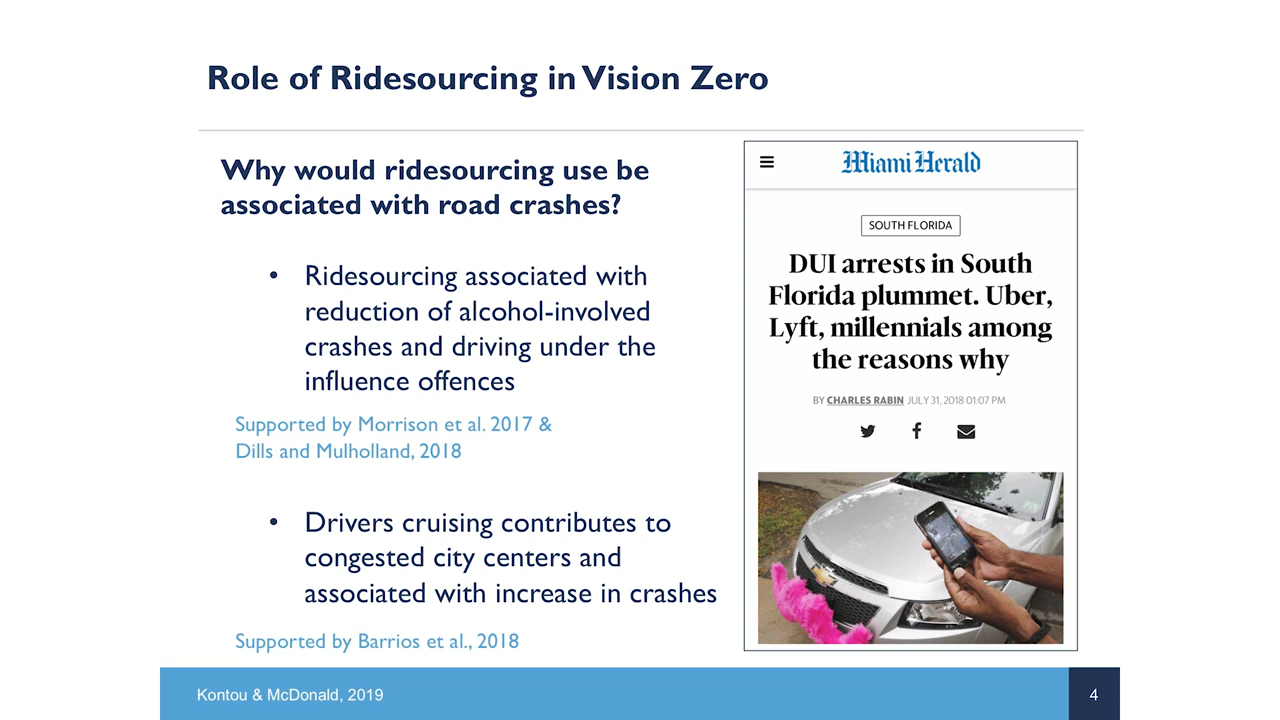 Role of Ridesourcing in Vision Zero
Why would ridesourcing use be
associated with road crashes?
• Ridesourcing associated with
reduction of alcohol-involved
crashes and driving under the
influence offences
Supported by Morrison et al. 2017 &
Dills and Mulholland, 2018
• Drivers cruising contributes to
congested city centers and
associated with increase in crashes
Supported by Barrios et al., 2018
Miami Herald
SOUTH FLORIDA
DUI arrests in South
Florida plummet. Uber,
Lyft, millennials among
the reasons why
BY CHARLES RABIN JULY 31, 2018 01:07 PM
Kontou & McDonald, 2019
4